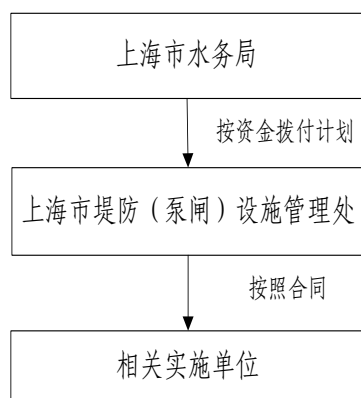 上海市水务局
按资金拨付计划
上海市堤防（泵闸）设施管理处
按照合同
相关实施单位